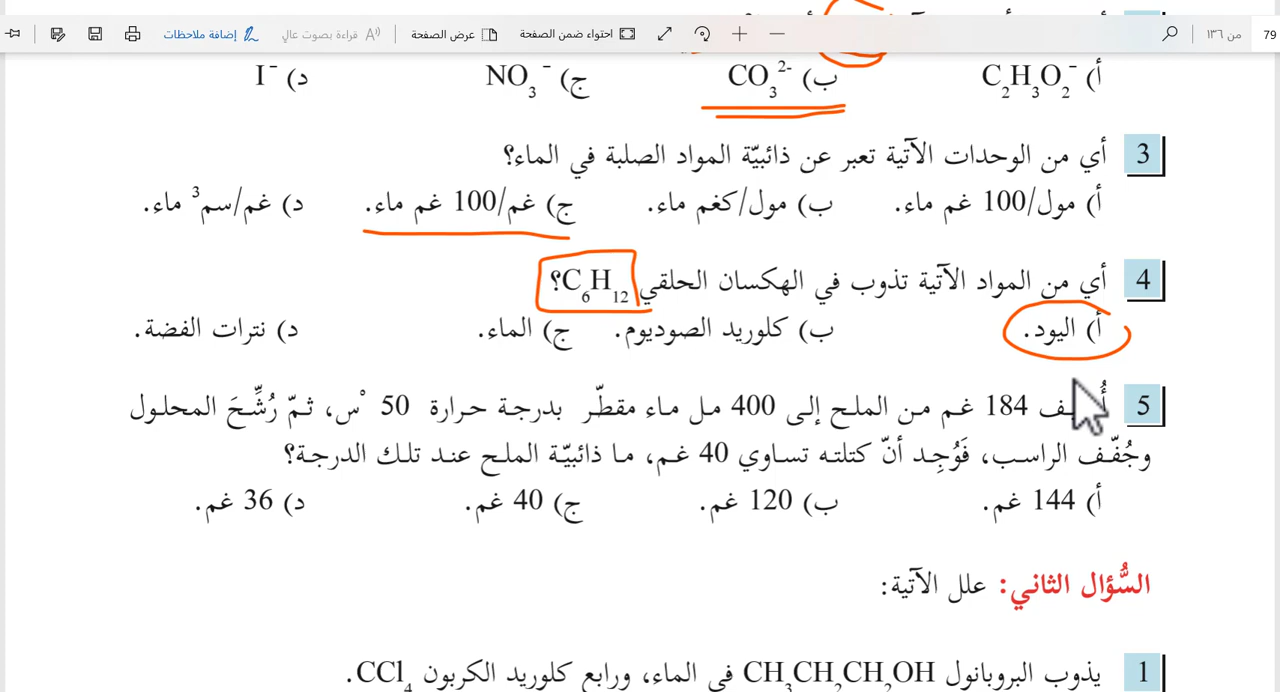 79 من ١٣٦ احتواء ضمن الصفحة عرض الصفحة قراءة بصوت عالٍ إضافة ملاحظات
أ) C₂H₃O₂⁻ ب) CO₃²⁻ ج) NO₃⁻ د) I⁻
3 أي من الوحدات الآتية تعبر عن ذائبيّة المواد الصلبة في الماء؟
أ) مول/100 غم ماء. ب) مول/كغم ماء. ج) غم/100 غم ماء. د) غم/سم³ ماء.
4 أي من المواد الآتية تذوب في الهكسان الحلقي C₆H₁₂؟
أ) اليود. ب) كلوريد الصوديوم. ج) الماء. د) نترات الفضة.
5 184 غم من الملح إلى 400 مل ماء مقطّر بدرجة حرارة 50 °س، ثمّ رُشِّحَ المحلول
وجُفّف الراسب، فَوُجِد أنّ كتلته تساوي 40 غم، ما ذائبيّة الملح عند تلك الدرجة؟
أ) 144 غم. ب) 120 غم. ج) 40 غم. د) 36 غم.
السُّؤال الثاني: علل الآتية:
1 يذوب البروبانول CH₃CH₂CH₂OH في الماء، ورابع كلوريد الكربون CCl₄.